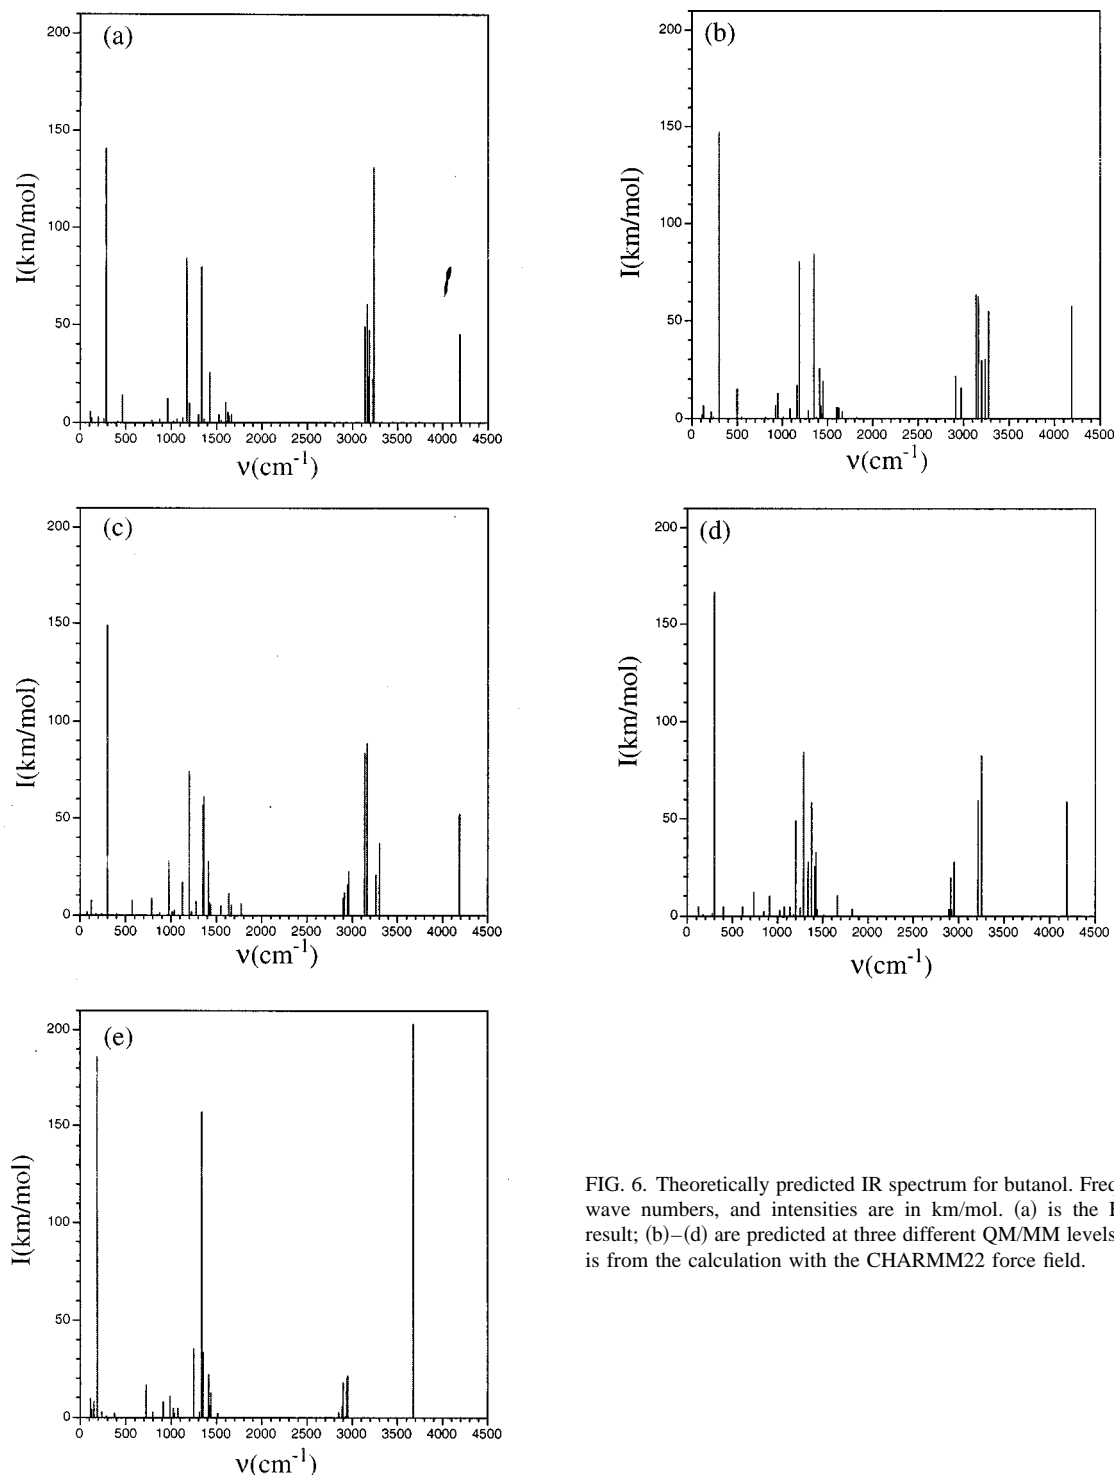 (a)
200
150
100
50
0
I(km/mol)
0 500 1000 1500 2000 2500 3000 3500 4000 4500
ν(cm-1)
(b)
200
150
100
50
0
I(km/mol)
0 500 1000 1500 2000 2500 3000 3500 4000 4500
ν(cm-1)
(c)
200
150
100
50
0
I(km/mol)
0 500 1000 1500 2000 2500 3000 3500 4000 4500
ν(cm-1)
(d)
200
150
100
50
0
I(km/mol)
0 500 1000 1500 2000 2500 3000 3500 4000 4500
ν(cm-1)
(e)
200
150
100
50
0
I(km/mol)
0 500 1000 1500 2000 2500 3000 3500 4000 4500
ν(cm-1)
FIG. 6. Theoretically predicted IR spectrum for butanol. Freq
wave numbers, and intensities are in km/mol. (a) is the
result; (b)–(d) are predicted at three different QM/MM levels
is from the calculation with the CHARMM22 force field.